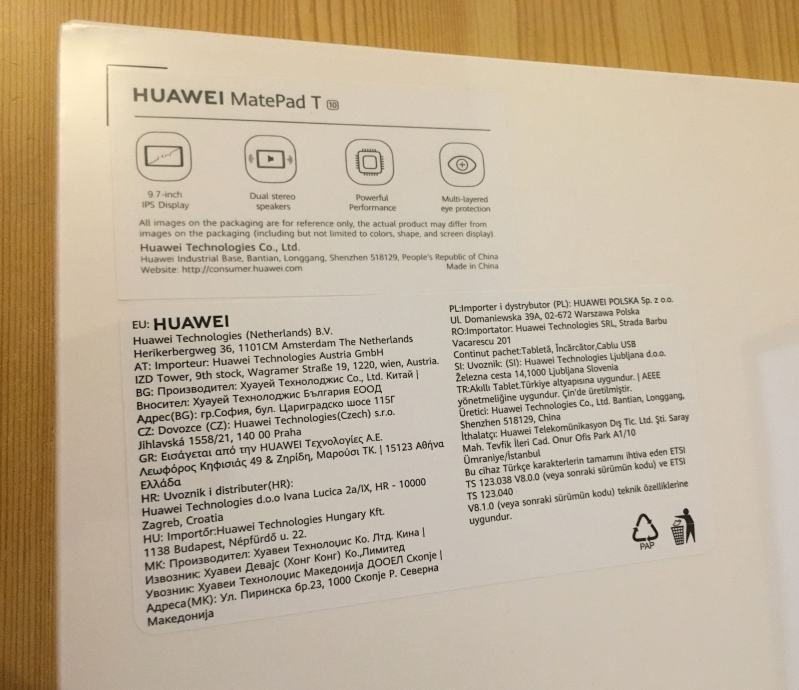 HUAWEI MatePad T 10
9.7-inch
IPS Display
Dual stereo
speakers
Powerful
Performance
Multi-layered
eye protection
All images on the packaging are for reference only, the actual product may differ from
images on the packaging (including but not limited to colors, shape, and screen display).
Huawei Technologies Co., Ltd.
Huawei Industrial Base, Bantian, Longgang, Shenzhen 518129, People's Republic of China
Website: http://consumer.huawei.com Made in China
EU: HUAWEI
Huawei Technologies (Netherlands) B.V.
Herikerbergweg 36, 1101CM Amsterdam The Netherlands
AT: Importeur: Huawei Technologies Austria GmbH
IZD Tower, 9th stock, Wagramer Straße 19, 1220, wien, Austria.
BG: Производител: Хуауей Технолоджис Co., Ltd. Китай |
Вносител: Хуауей Технолоджис България ЕООД
Адрес(BG): гр.София, бул. Цариградско шосе 115Г
CZ: Dovozce (CZ): Huawei Technologies(Czech) s.r.o.
Jihlavská 1558/21, 140 00 Praha
GR: Εισάγεται από την HUAWEI Τεχνολογίες Α.Ε.
Λεωφόρος Κηφισίας 49 & Ζηρίδη, Μαρούσι ΤΚ. | 15123 Αθήνα
Ελλάδα
HR: Uvoznik i distributer(HR):
Huawei Technologies d.o.o Ivana Lucica 2a/IX, HR - 10000
Zagreb, Croatia
HU: Importőr:Huawei Technologies Hungary Kft.
1138 Budapest, Népfürdő u. 22.
MK: Производител: Хуавеи Технолоџис Ко. Лтд. Кина |
Извозник: Хуавеи Девајс (Хонг Конг) Ко.,Лимитед
Увозник: Хуавеи Технолоџис Македонија ДООЕЛ Скопје |
Адреса(MK): Ул. Пиринска бр.23, 1000 Скопје Р. Северна
Македонија
PL:Importer i dystrybutor (PL): HUAWEI POLSKA Sp. z o.o.
Ul. Domaniewska 39A, 02-672 Warszawa Polska
RO:Importator: Huawei Technologies SRL, Strada Barbu
Vacarescu 201
Continut pachet:Tabletă, Încărcător,Cablu USB
SI: Uvoznik: (SI): Huawei Technologies Ljubljana d.o.o.
Železna cesta 14,1000 Ljubljana Slovenia
TR:Akıllı Tablet.Türkiye altyapısına uygundur. | AEEE
yönetmeliğine uygundur. Çin'de üretilmiştir.
Üretici: Huawei Technologies Co., Ltd. Bantian, Longgang,
Shenzhen 518129, China
İthalatçı: Huawei Telekomünikasyon Dış Tic. Ltd. Şti. Saray
Mah. Tevfik İleri Cad. Onur Ofis Park A1/10
Ümraniye/İstanbul
Bu cihaz Türkçe karakterlerin tamamını ihtiva eden ETSI
TS 123.038 V8.0.0 (veya sonraki sürümün kodu) ve ETSI
TS 123.040
V8.1.0 (veya sonraki sürümün kodu) teknik özelliklerine
uygundur.
PAP